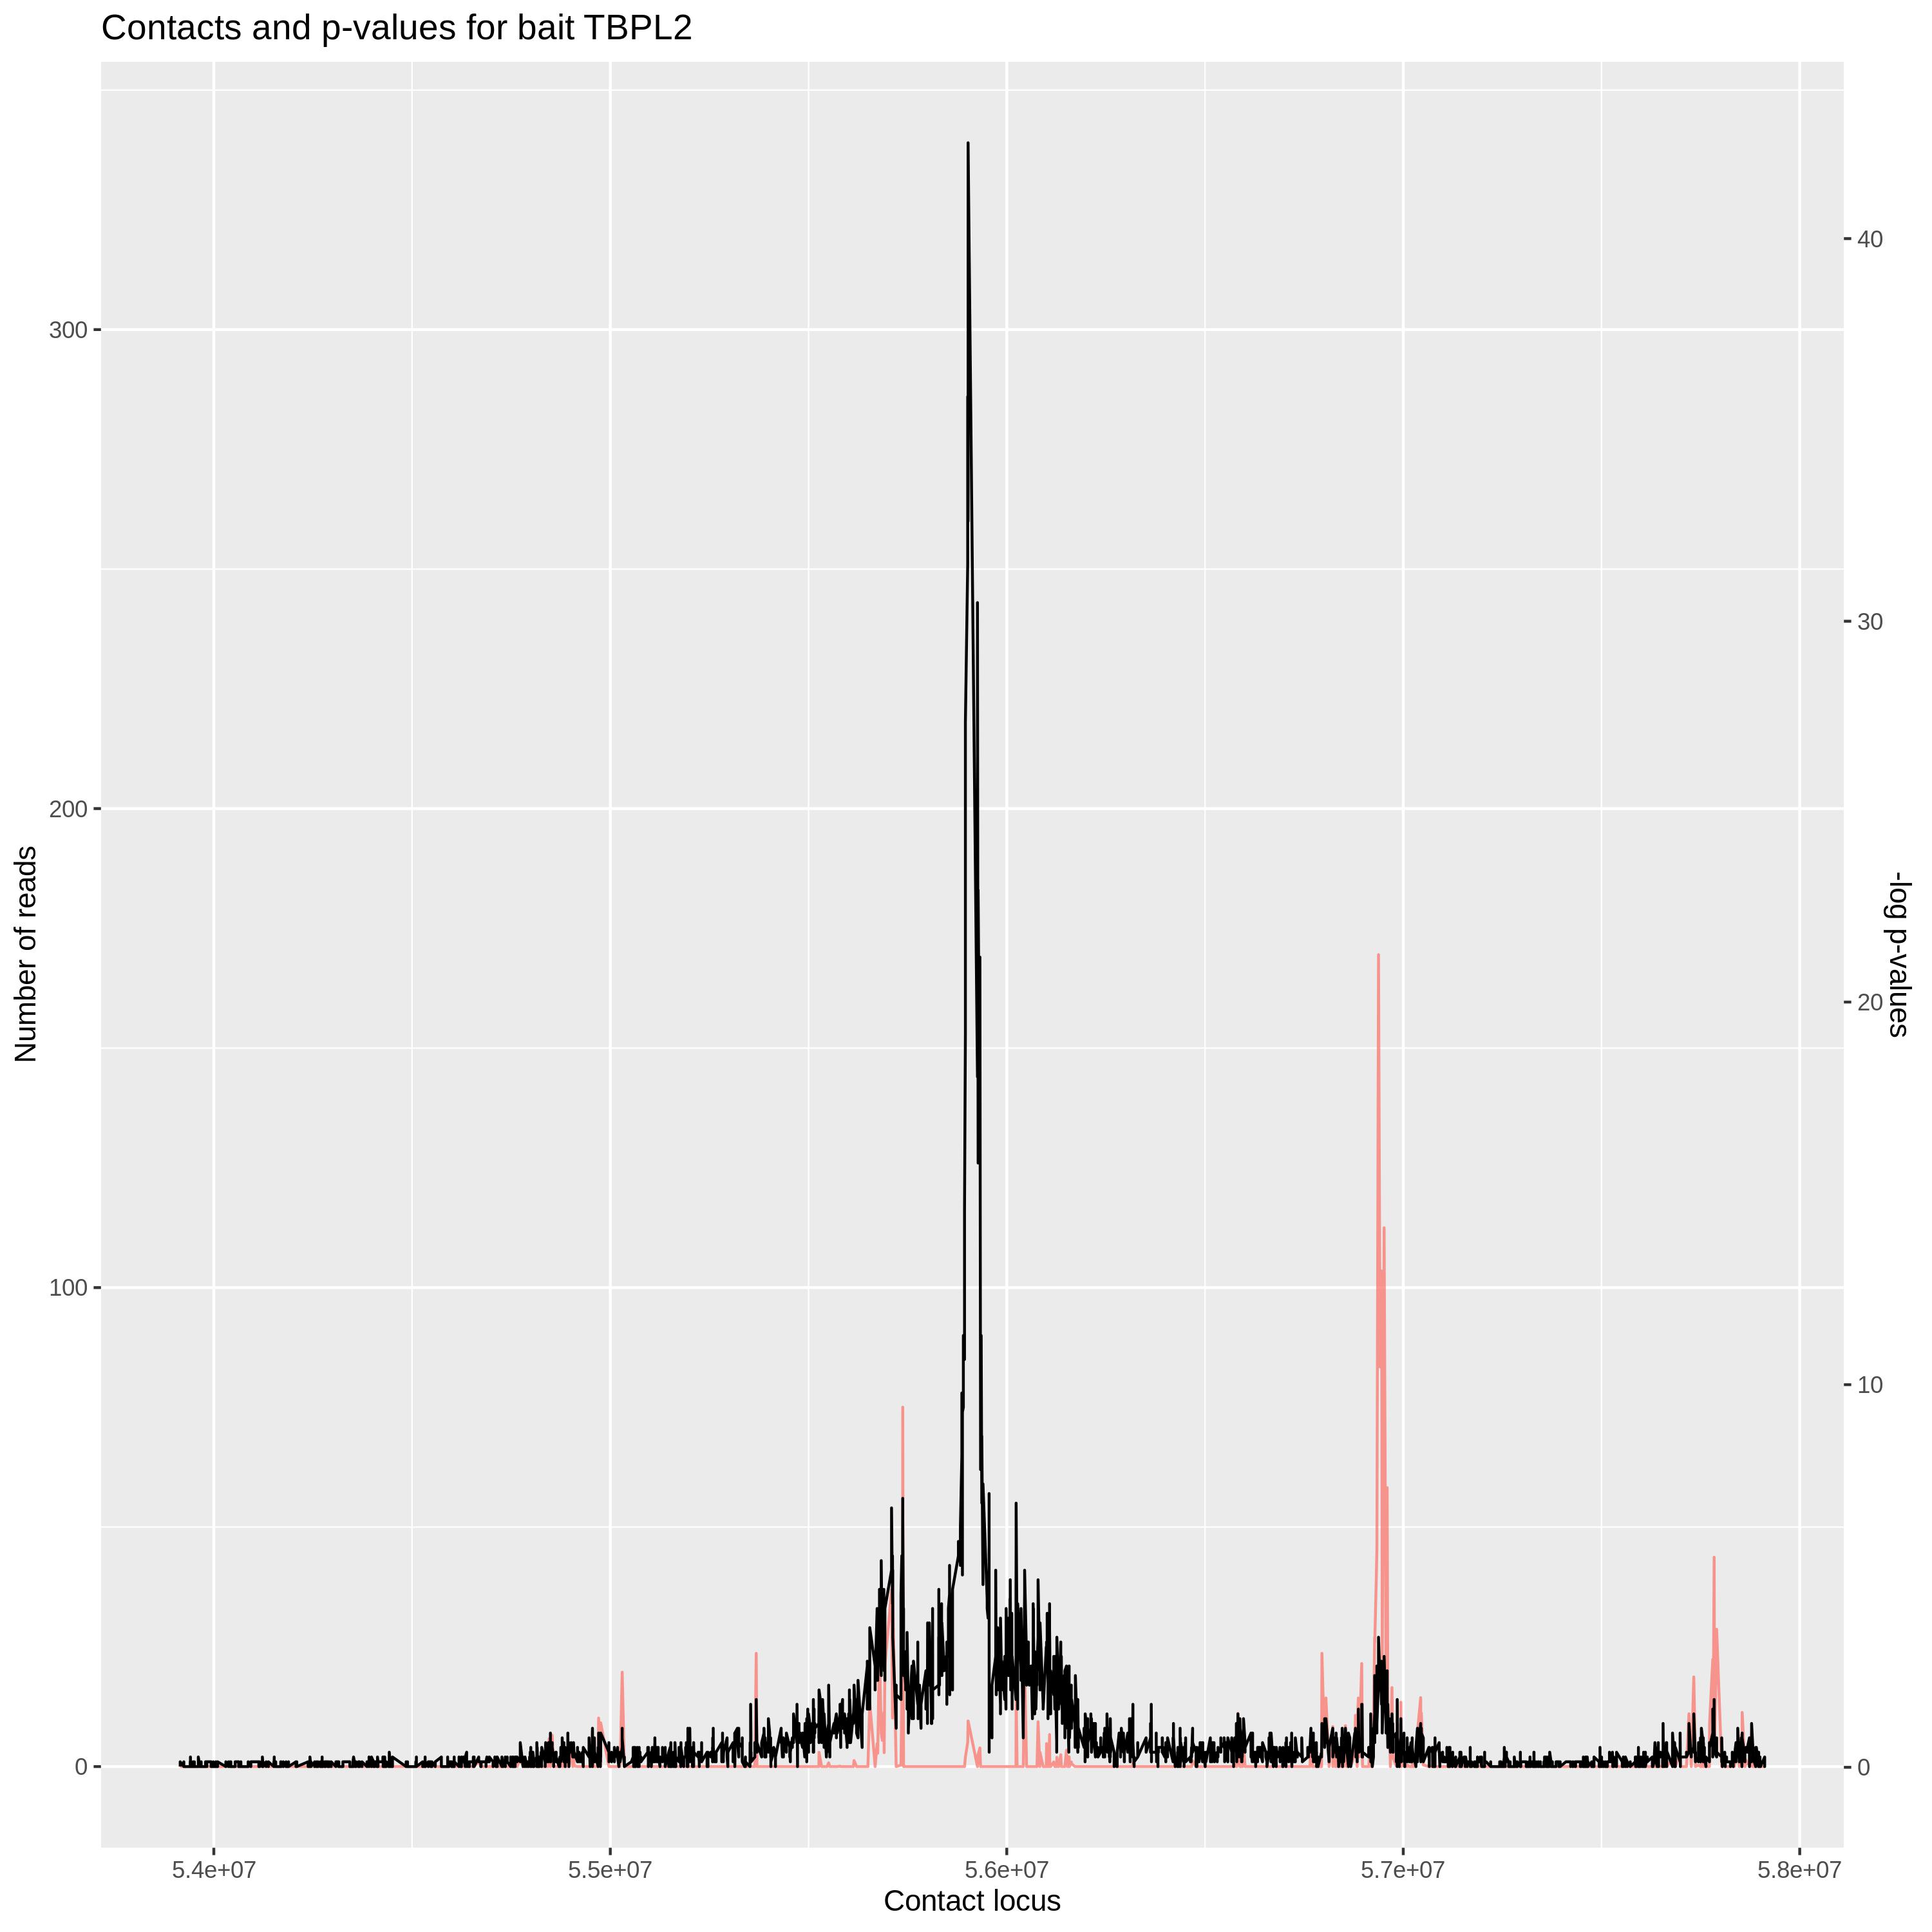 Contacts and p-values for bait TBPL2
Number of reads
300
200
100
0
40
30
20
10
0
-log p-values
5.4e+07
5.5e+07
5.6e+07
5.7e+07
5.8e+07
Contact locus